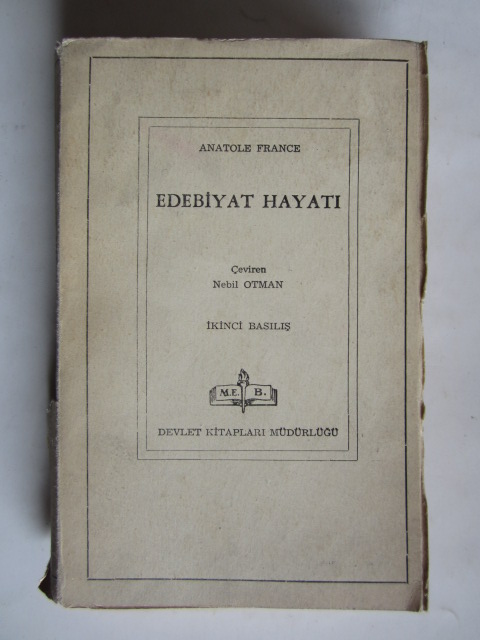 ANATOLE FRANCE
EDEBİYAT HAYATI
Çeviren
Nebil OTMAN
İKİNCİ BASILIŞ
M.E. B.
DEVLET KİTAPLARI MÜDÜRLÜĞÜ